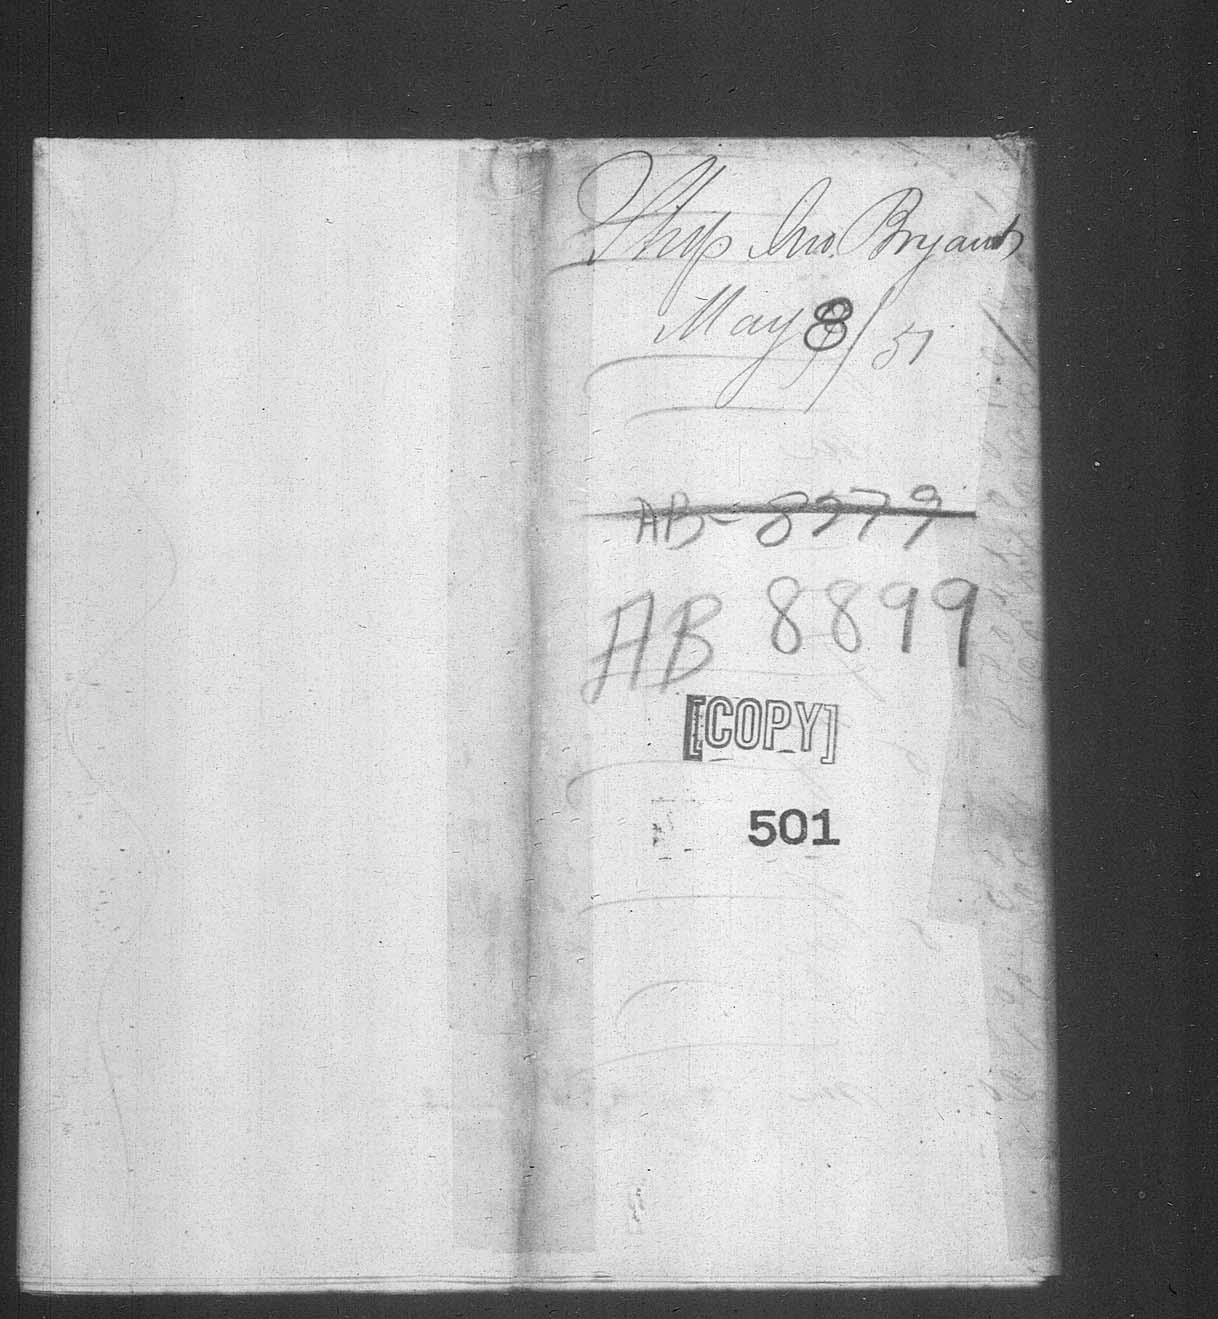 Ship Jno. Bryant
May 8/51
AB-8979
AB 8899
[COPY]
501